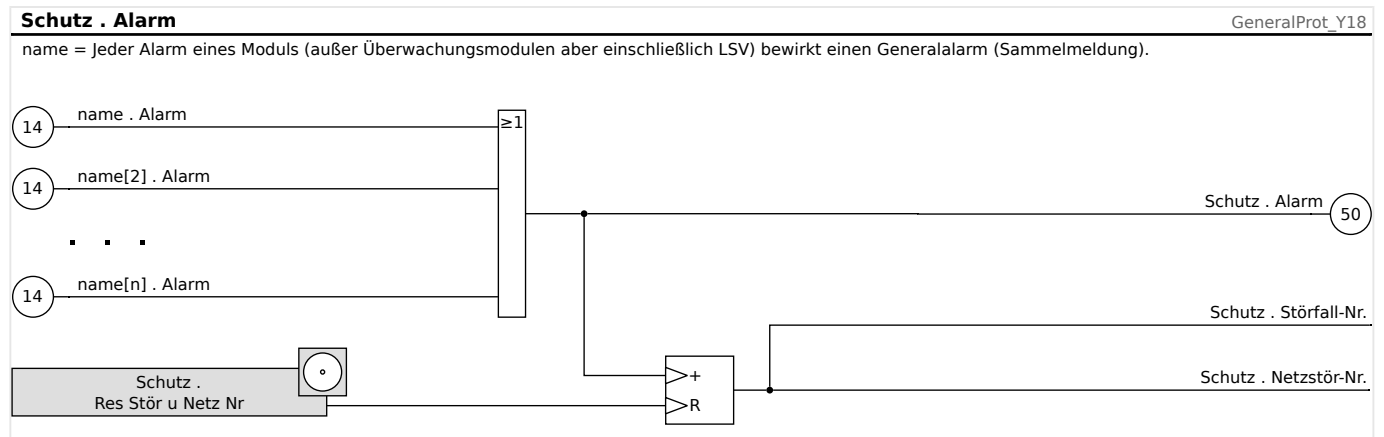 Schutz . Alarm
GeneralProt_Y18
name = Jeder Alarm eines Moduls (außer Überwachungsmodulen aber einschließlich LSV) bewirkt einen Generalalarm (Sammelmeldung).
14
name . Alarm
≥1
14
name[2] . Alarm
Schutz . Alarm
50
. . .
14
name[n] . Alarm
Schutz . Störfall-Nr.
Schutz .
Res Stör u Netz Nr
+
R
Schutz . Netzstör-Nr.